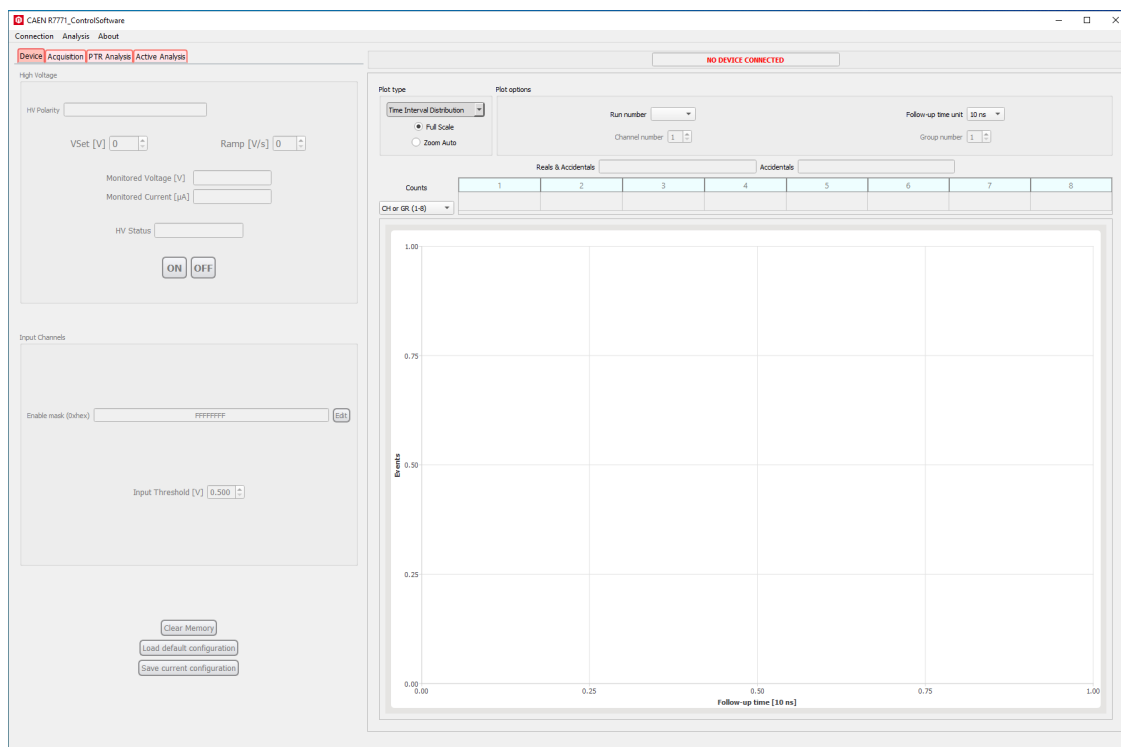 CAEN R7771_ControlSoftware
Connection Analysis About
Device Acquisition PTR Analysis Active Analysis
NO DEVICE CONNECTED
High Voltage
HV Polarity
VSet [V] 0 Ramp [V/s] 0
Monitored Voltage [V]
Monitored Current [µA]
HV Status
ON OFF
Input Channels
Enable mask (0xhex) FFFFFFFF Edit
Input Threshold [V] 0.500
Clear Memory
Load default configuration
Save current configuration
Plot type
Time Interval Distribution
Full Scale
Zoom Auto
Plot options
Run number Follow-up time unit 10 ns
Channel number 1 Group number 1
Reals & Accidentals Accidentals
Counts 1 2 3 4 5 6 7 8
CH or GR (1-8)
1.00
0.75
0.50
0.25
0.00
Events
0.00 0.25 0.50 0.75 1.00
Follow-up time [10 ns]